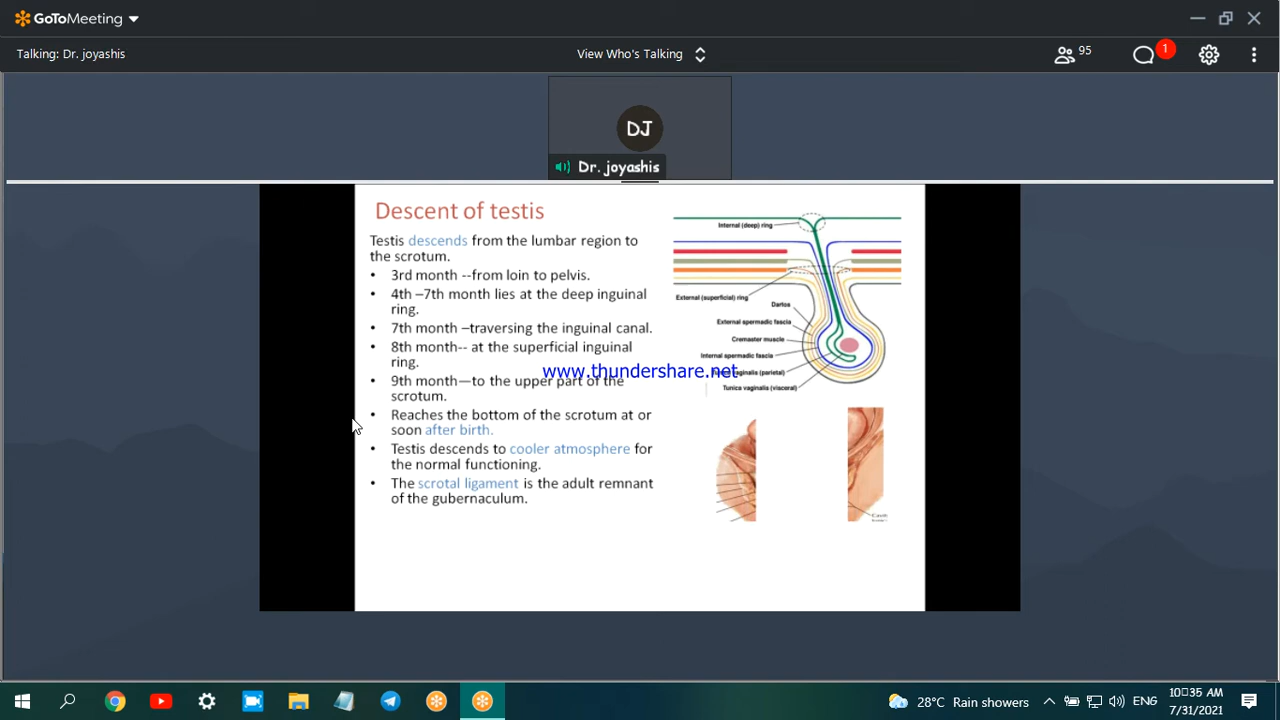 GoToMeeting
Talking: Dr. joyashis
View Who's Talking
95
1
DJ
Dr. joyashis
Descent of testis
Testis descends from the lumbar region to
the scrotum.
• 3rd month --from loin to pelvis.
• 4th –7th month lies at the deep inguinal
ring.
• 7th month –traversing the inguinal canal.
• 8th month-- at the superficial inguinal
ring.
• 9th month—to the upper part of the
scrotum.
• Reaches the bottom of the scrotum at or
soon after birth.
• Testis descends to cooler atmosphere for
the normal functioning.
• The scrotal ligament is the adult remnant
of the gubernaculum.
Internal (deep) ring
External (superficial) ring
Dartos
External spermadic fascia
Cremaster muscle
Internal spermadic fascia
vaginalis (parietal)
Tunica vaginalis (visceral)
www.thundershare.net
28°C Rain showers
ENG
10:35 AM
7/31/2021